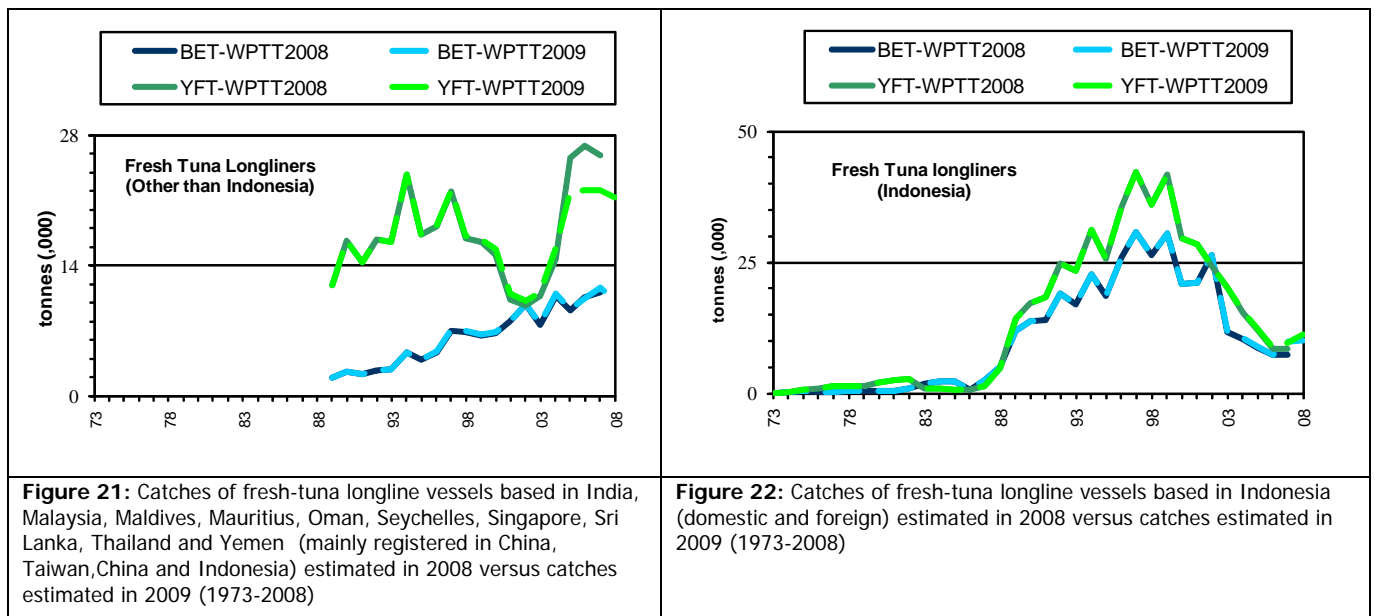 BET-WPTT2008 BET-WPTT2009
YFT-WPTT2008 YFT-WPTT2009
28
14
0
tonnes (,000)
Fresh Tuna Longliners
(Other than Indonesia)
73 78 83 88 93 98 03 08
Figure 21: Catches of fresh-tuna longline vessels based in India,
Malaysia, Maldives, Mauritius, Oman, Seychelles, Singapore, Sri
Lanka, Thailand and Yemen (mainly registered in China,
Taiwan,China and Indonesia) estimated in 2008 versus catches
estimated in 2009 (1973-2008)
BET-WPTT2008 BET-WPTT2009
YFT-WPTT2008 YFT-WPTT2009
50
25
0
tonnes (,000)
Fresh Tuna longliners
(Indonesia)
73 78 83 88 93 98 03 08
Figure 22: Catches of fresh-tuna longline vessels based in Indonesia
(domestic and foreign) estimated in 2008 versus catches estimated in
2009 (1973-2008)